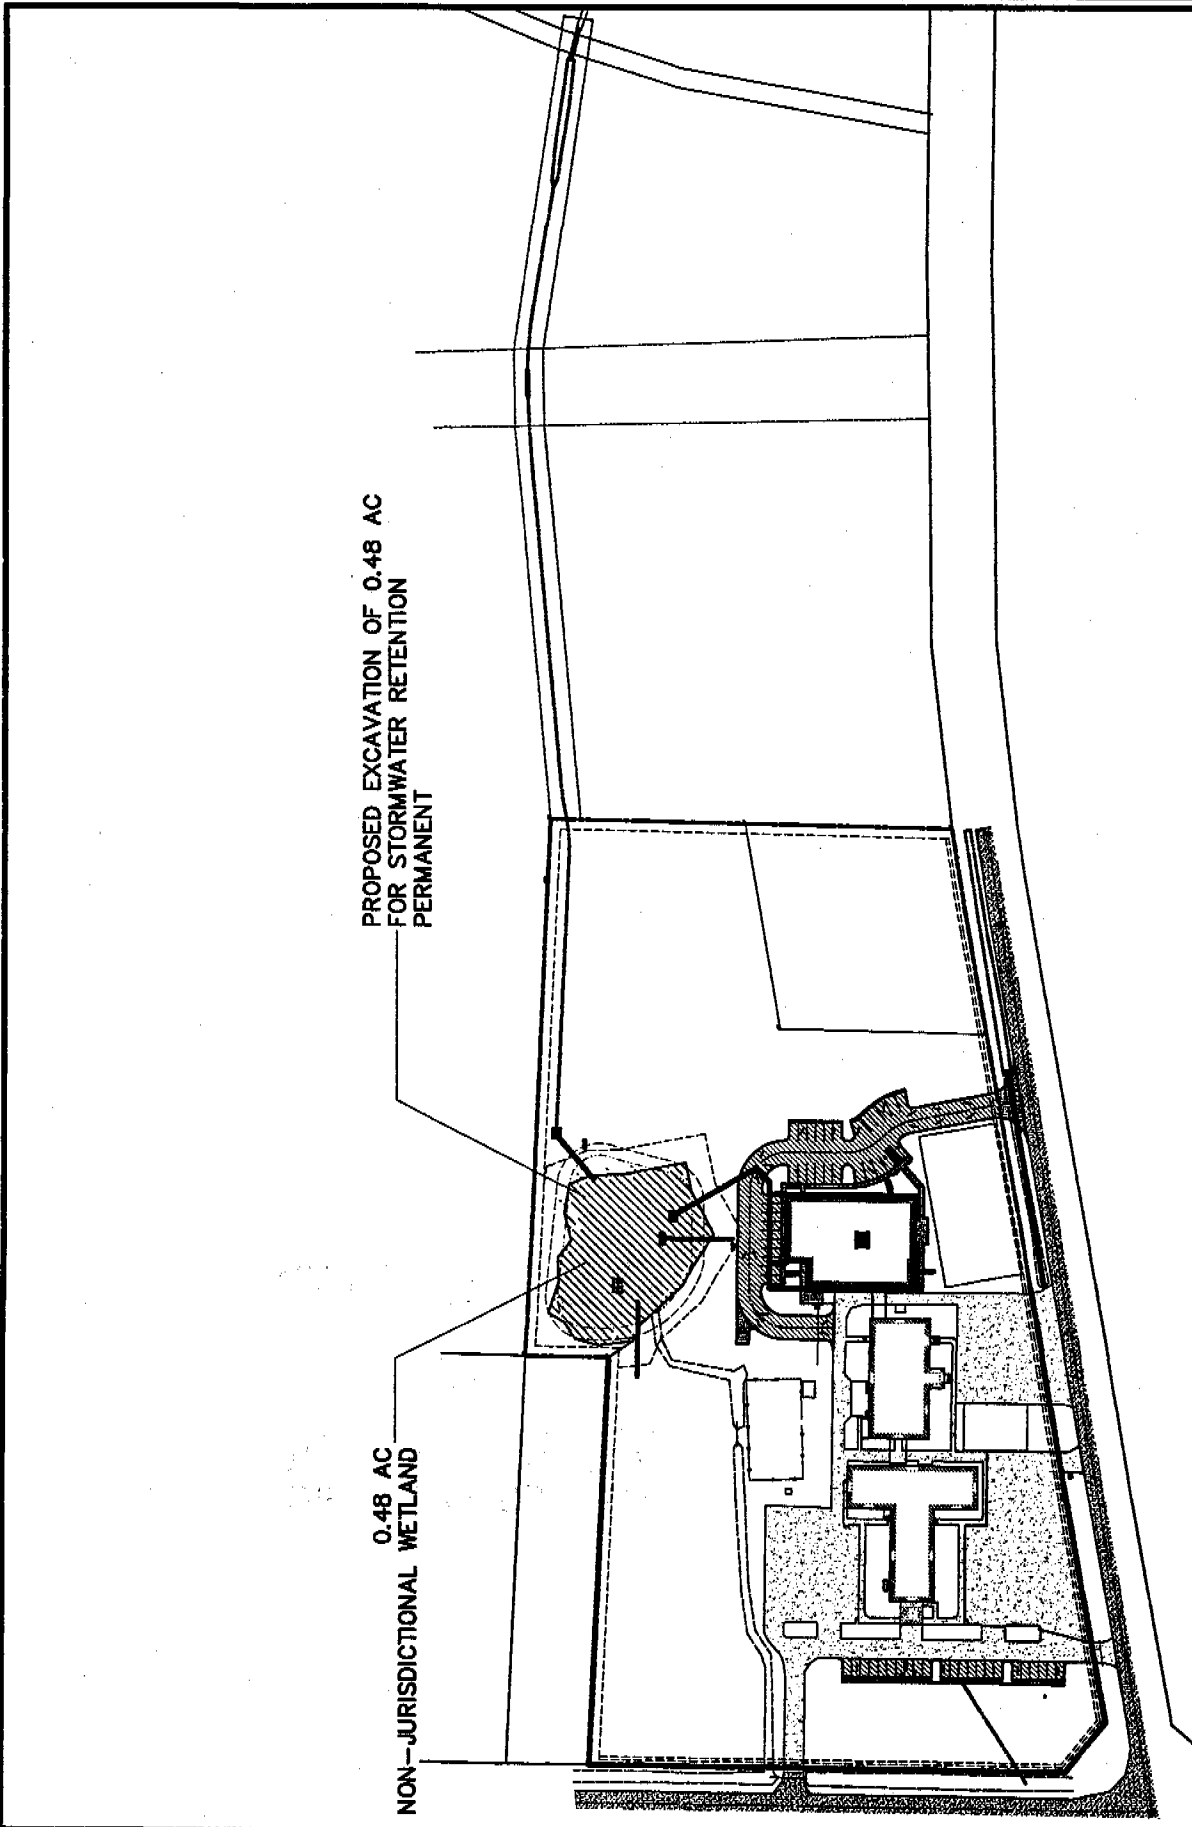 PROPOSED EXCAVATION OF 0.48 AC
FOR STORMWATER RETENTION
PERMANENT
0.48 AC
NON-JURISDICTIONAL WETLAND